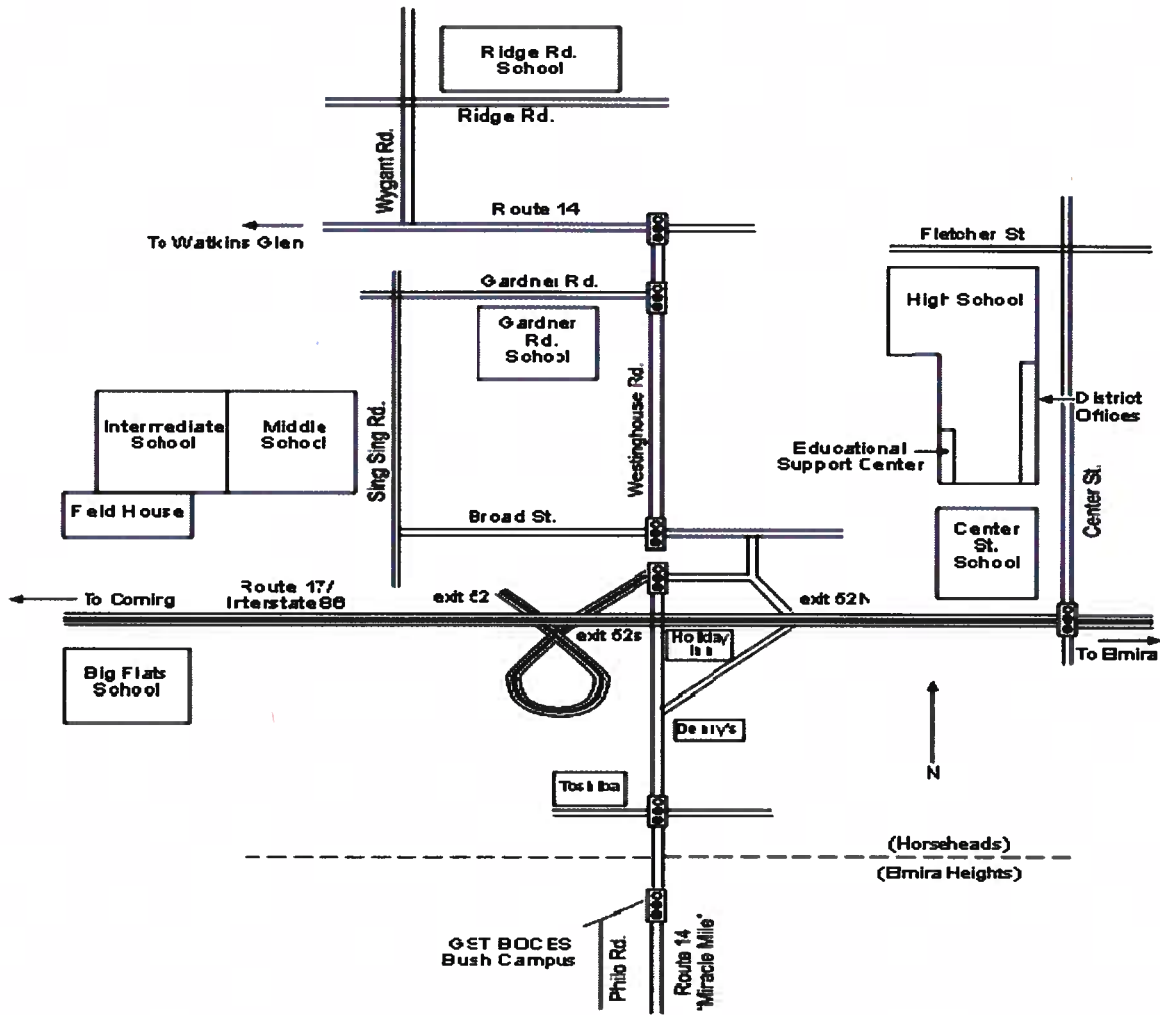 Ridge Rd.
School
Ridge Rd.
Wygant Rd.
Route 14
To Watkins Glen
Fletcher St
Gardner Rd.
High School
Gardner
Rd.
School
Westinghouse Rd.
District
Offices
Intermediate
School
Middle
School
Sing Sing Rd.
Educational
Support Center
Center St.
Field House
Broad St.
Center
St.
School
To Corning
Route 17/
Interstate 86
exit 52
exit 52N
exit 52s
Holiday
Inn
To Elmira
Big Flats
School
Denny's
N
Toshiba
(Horseheads)
(Elmira Heights)
GST BOCES
Bush Campus
Philo Rd.
Route 14
"Miracle Mile"